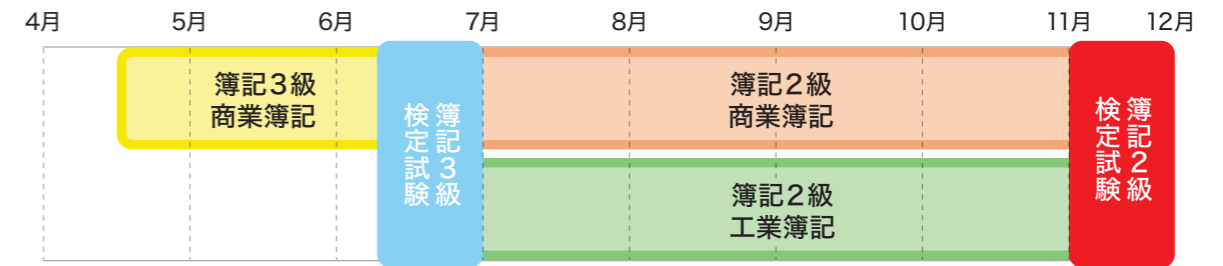 4月 5月 6月 7月 8月 9月 10月 11月 12月
簿記3級
商業簿記
簿記3級
検定試験
簿記2級
商業簿記
簿記2級
工業簿記
簿記2級
検定試験